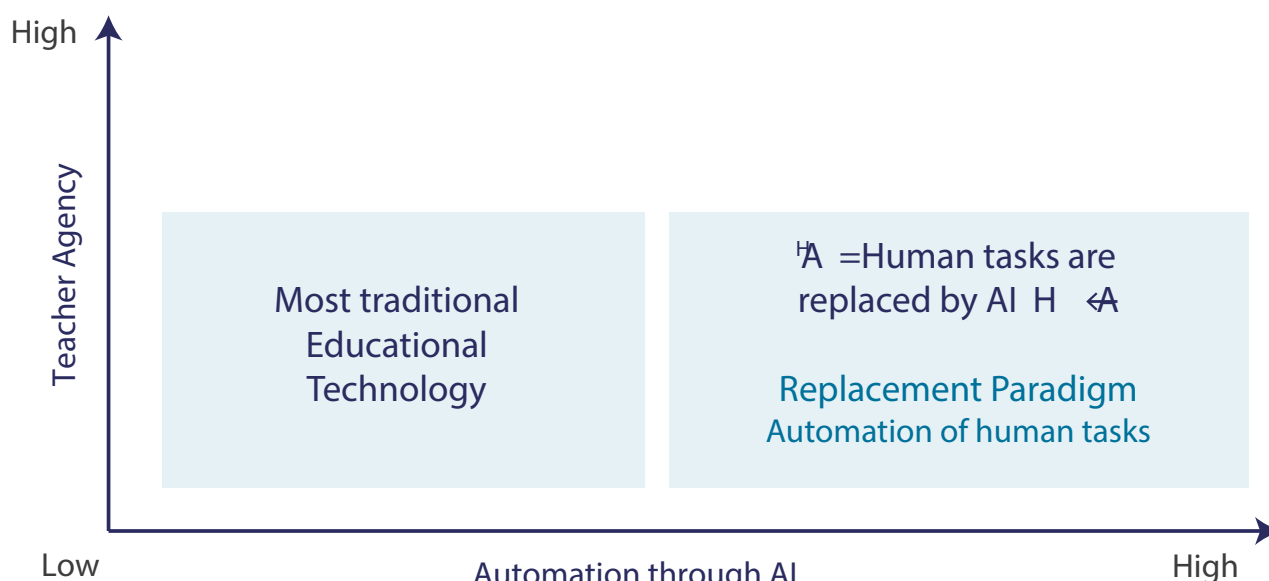 High
Teacher Agency
Most traditional
Educational
Technology
ᴴA =Human tasks are
replaced by AI H ↚A
Replacement Paradigm
Automation of human tasks
Low
Automation through AI
High